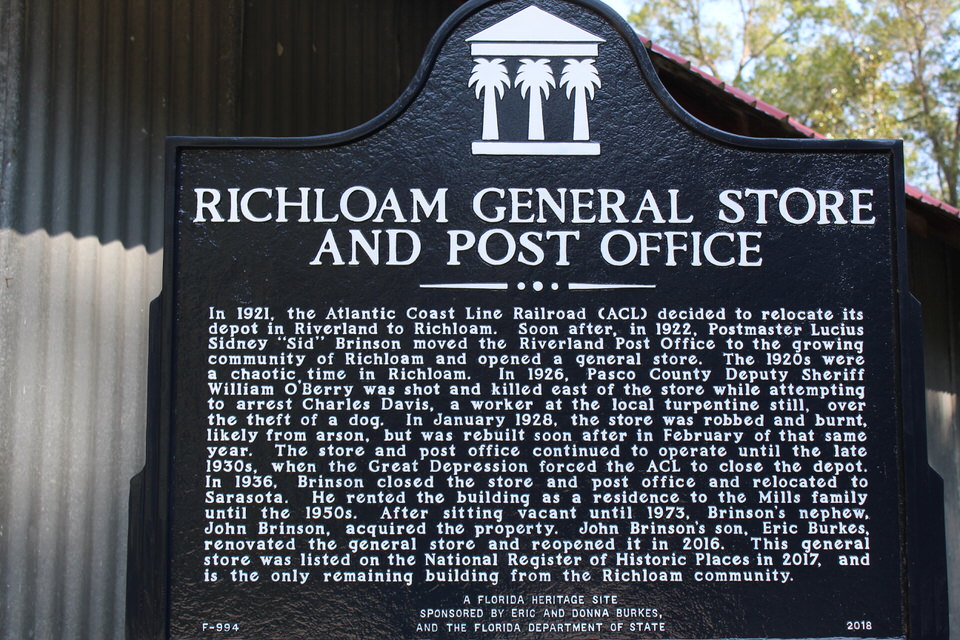 RICHLOAM GENERAL STORE
AND POST OFFICE
In 1921, the Atlantic Coast Line Railroad (ACL) decided to relocate its
depot in Riverland to Richloam. Soon after, in 1922, Postmaster Lucius
Sidney "Sid" Brinson moved the Riverland Post Office to the growing
community of Richloam and opened a general store. The 1920s were
a chaotic time in Richloam. In 1926, Pasco County Deputy Sheriff
William O'Berry was shot and killed east of the store while attempting
to arrest Charles Davis, a worker at the local turpentine still, over
the theft of a dog. In January 1928, the store was robbed and burnt,
likely from arson, but was rebuilt soon after in February of that same
year. The store and post office continued to operate until the late
1930s, when the Great Depression forced the ACL to close the depot.
In 1936, Brinson closed the store and post office and relocated to
Sarasota. He rented the building as a residence to the Mills family
until the 1950s. After sitting vacant until 1973, Brinson's nephew,
John Brinson, acquired the property. John Brinson's son, Eric Burkes,
renovated the general store and reopened it in 2016. This general
store was listed on the National Register of Historic Places in 2017, and
is the only remaining building from the Richloam community.
A FLORIDA HERITAGE SITE
SPONSORED BY ERIC AND DONNA BURKES,
F-994 AND THE FLORIDA DEPARTMENT OF STATE 2018